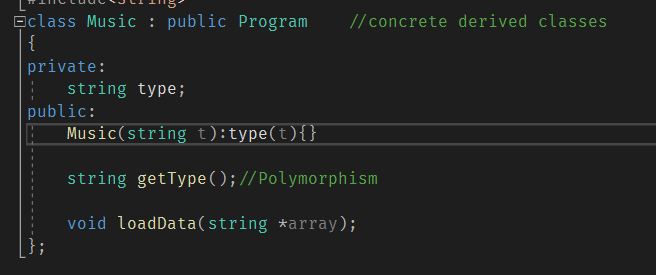 #include<string>
class Music : public Program    //concrete derived classes
{
private:
    string type;
public:
    Music(string t):type(t){}
    string getType();//Polymorphism
    void loadData(string *array);
};